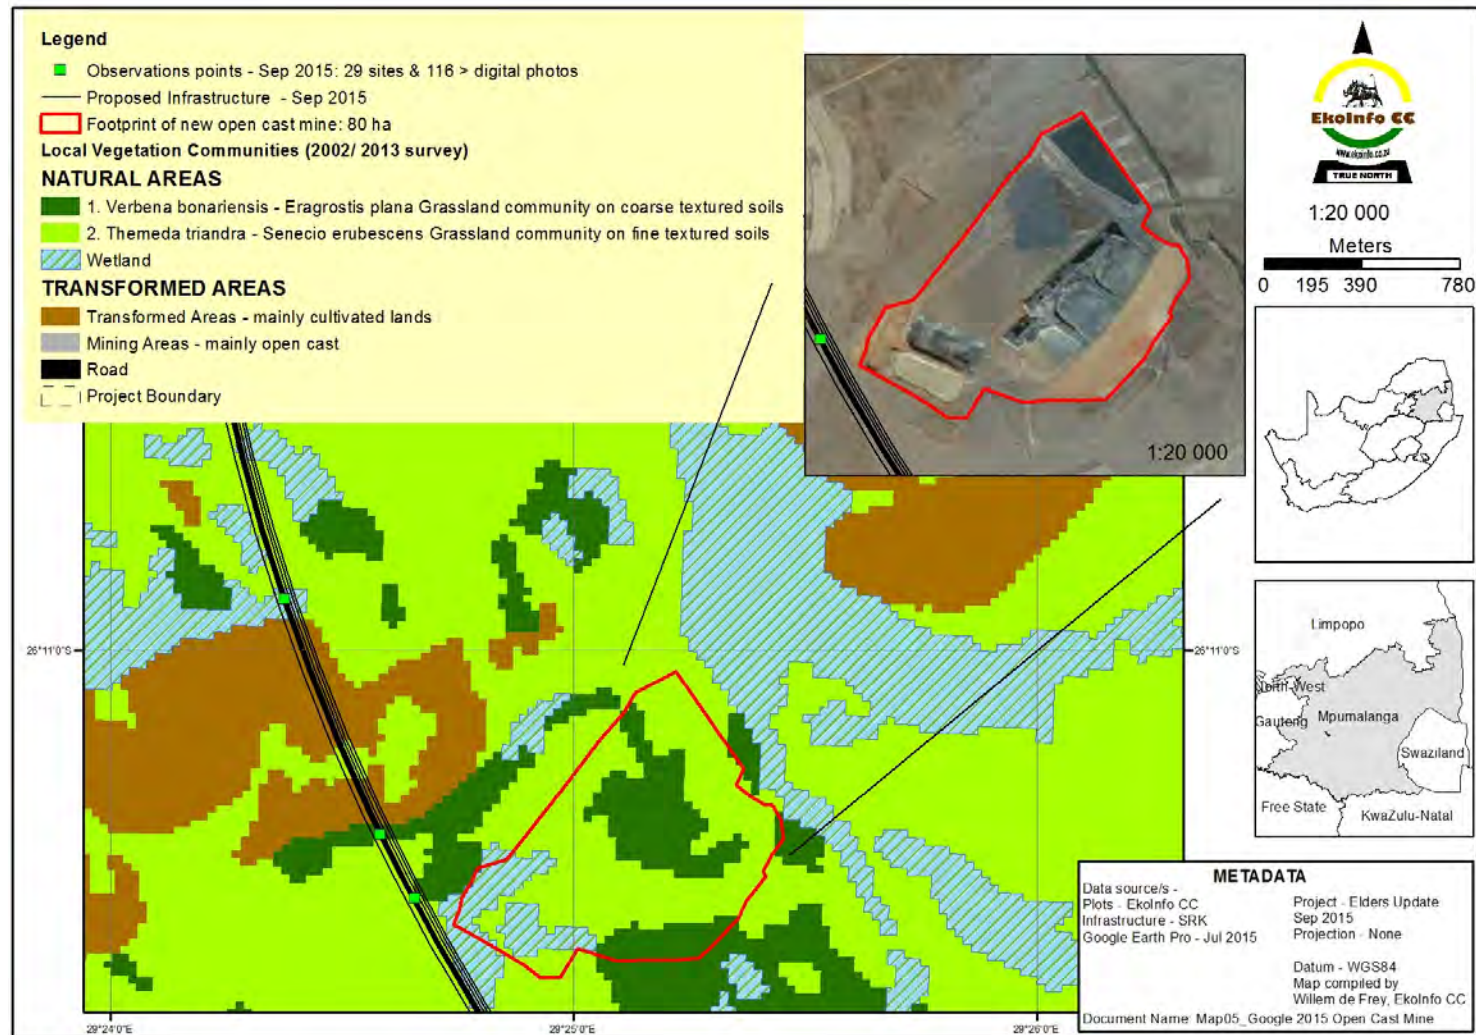 Legend
Observations points - Sep 2015: 29 sites & 116 > digital photos
Proposed Infrastructure - Sep 2015
Footprint of new open cast mine: 80 ha
Local Vegetation Communities (2002/ 2013 survey)
NATURAL AREAS
1. Verbena bonariensis - Eragrostis plana Grassland community on coarse textured soils
2. Themeda triandra - Senecio erubescens Grassland community on fine textured soils
Wetland
TRANSFORMED AREAS
Transformed Areas - mainly cultivated lands
Mining Areas - mainly open cast
Road
Project Boundary
1:20 000
EkoInfo CC
www.ekoinfo.co.za
TRUE NORTH
1:20 000
Meters
0 195 390 780
26°11'0"S
26°11'0"S
29°24'0"E
29°25'0"E
29°26'0"E
Limpopo
North-West
Gauteng
Mpumalanga
Swaziland
Free State
KwaZulu-Natal
METADATA
Data source/s -
Plots - EkoInfo CC
Infrastructure - SRK
Google Earth Pro - Jul 2015
Project - Elders Update
Sep 2015
Projection - None
Datum - WGS84
Map compiled by
Willem de Frey, EkoInfo CC
Document Name: Map05_Google 2015 Open Cast Mine